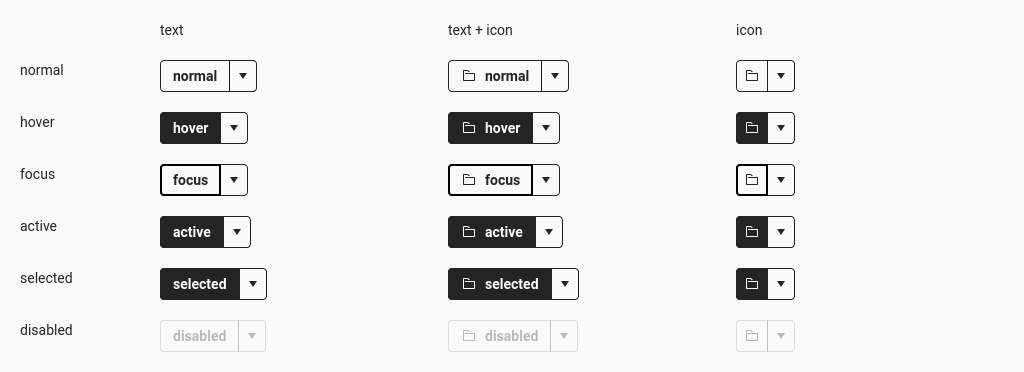 text text + icon icon
normal normal normal
hover hover hover
focus focus focus
active active active
selected selected selected
disabled disabled disabled